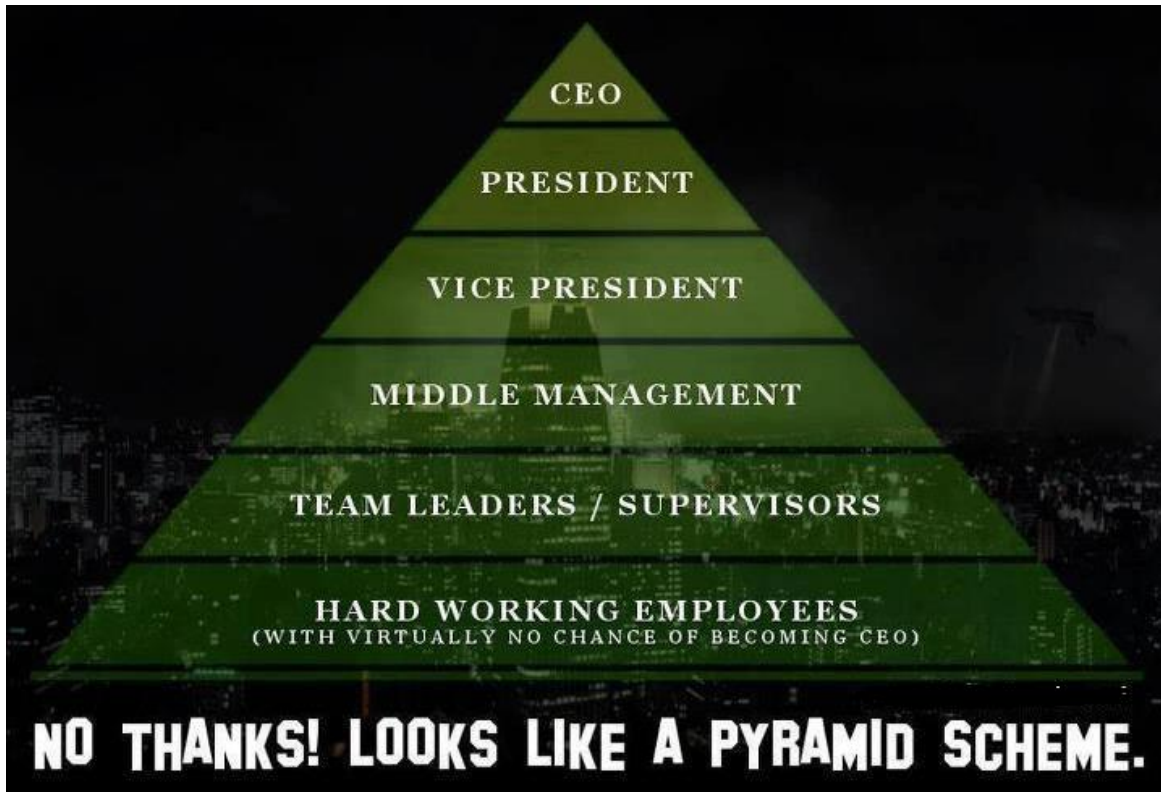 CEO
PRESIDENT
VICE PRESIDENT
MIDDLE MANAGEMENT
TEAM LEADERS / SUPERVISORS
HARD WORKING EMPLOYEES
(WITH VIRTUALLY NO CHANCE OF BECOMING CEO)
NO THANKS! LOOKS LIKE A PYRAMID SCHEME.